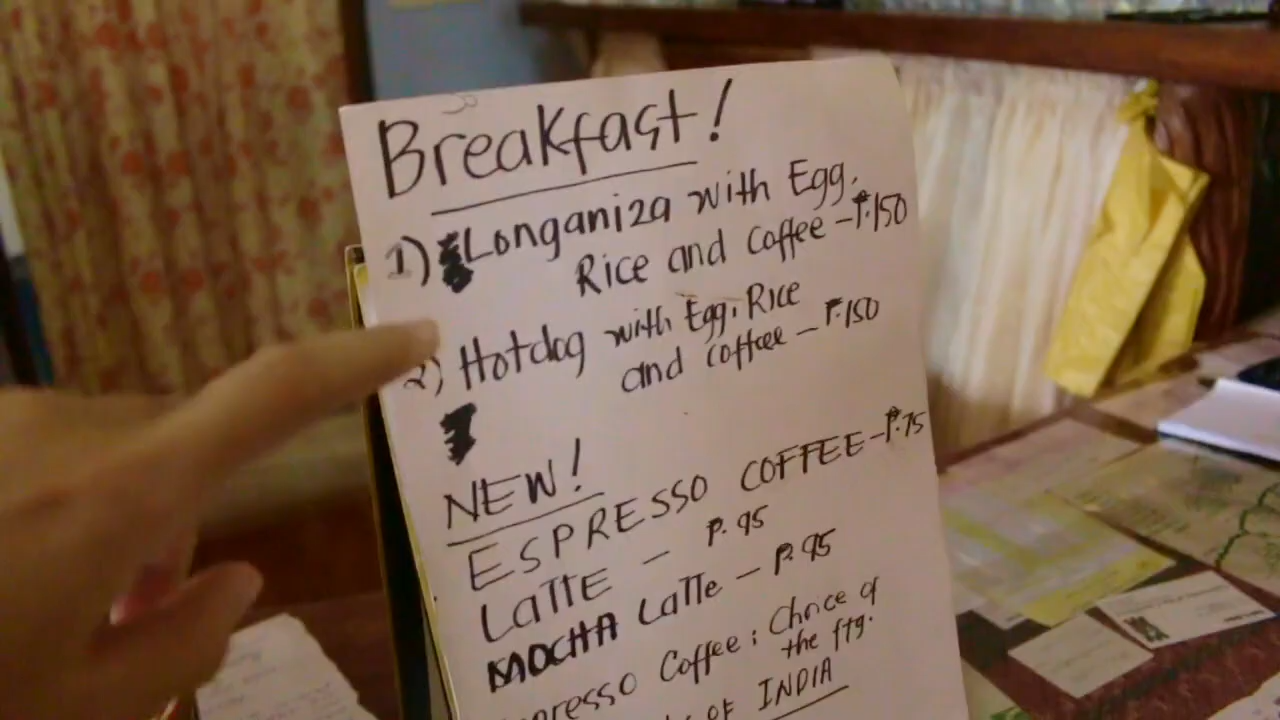 Breakfast!
1) Longaniza with Egg,
Rice and Coffee - ₱.150
2) Hotdog with Egg, Rice
and coffee - ₱.150
NEW!
ESPRESSO COFFEE - ₱.75
LATTE - ₱.95
MOCHA Latte - ₱.95
Coffee: Choice of
the ftg.
OF INDIA